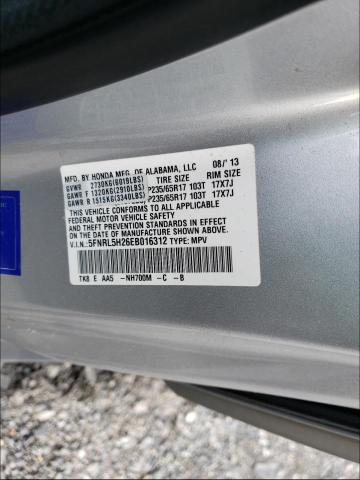 MFD. BY HONDA MFG. OF ALABAMA, LLC 08/'13
TIRE SIZE RIM SIZE
GVWR 2730KG(6019LBS)
GAWR F 1320KG(2910LBS) P235/65R17 103T 17X7J
GAWR R 1515KG(3340LBS) P235/65R17 103T 17X7J
THIS VEHICLE CONFORMS TO ALL APPLICABLE
FEDERAL MOTOR VEHICLE SAFETY AND
THEFT PREVENTION STANDARDS IN EFFECT ON THE
DATE OF MANUFACTURE SHOWN ABOVE.
V.I.N.:5FNRL5H26EB016312 TYPE: MPV
TK8 E AA5 -NH700M -C -B